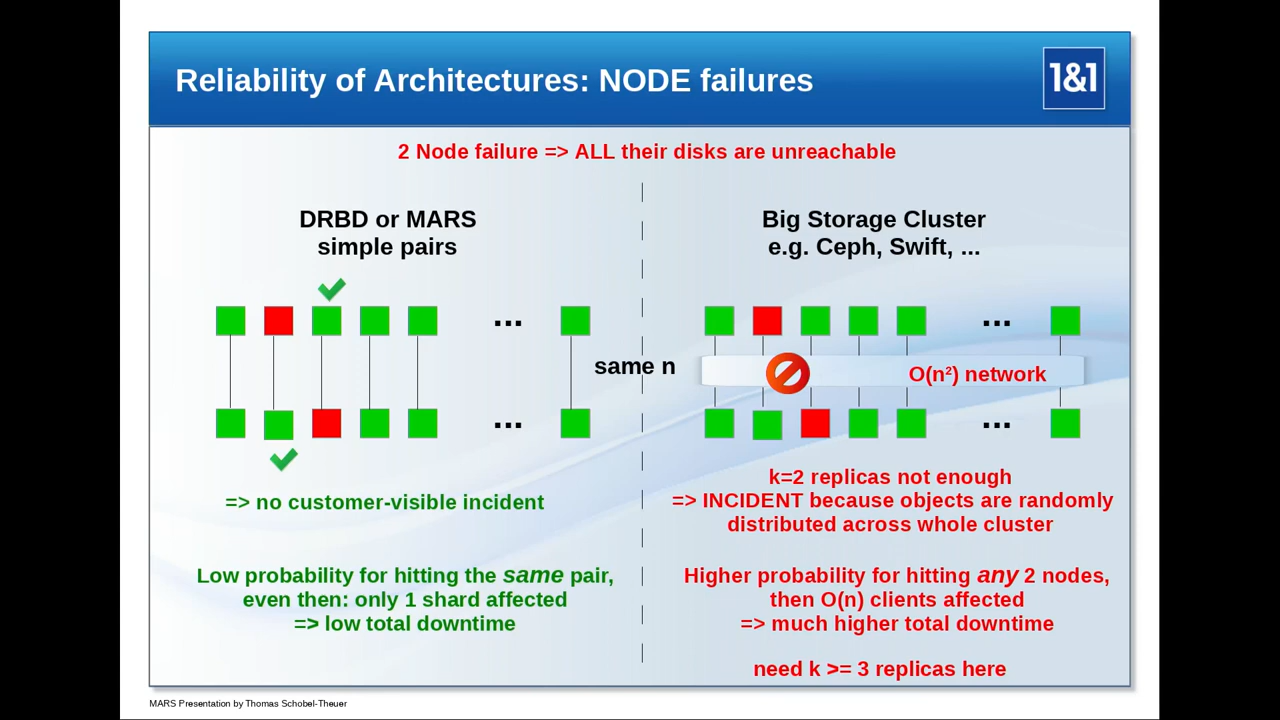 Reliability of Architectures: NODE failures
1&1
2 Node failure => ALL their disks are unreachable
DRBD or MARS
simple pairs
Big Storage Cluster
e.g. Ceph, Swift, ...
...
...
same n
O(n²) network
...
...
=> no customer-visible incident
k=2 replicas not enough
=> INCIDENT because objects are randomly
distributed across whole cluster
Low probability for hitting the same pair,
even then: only 1 shard affected
=> low total downtime
Higher probability for hitting any 2 nodes,
then O(n) clients affected
=> much higher total downtime
need k >= 3 replicas here
MARS Presentation by Thomas Schobel-Theuer